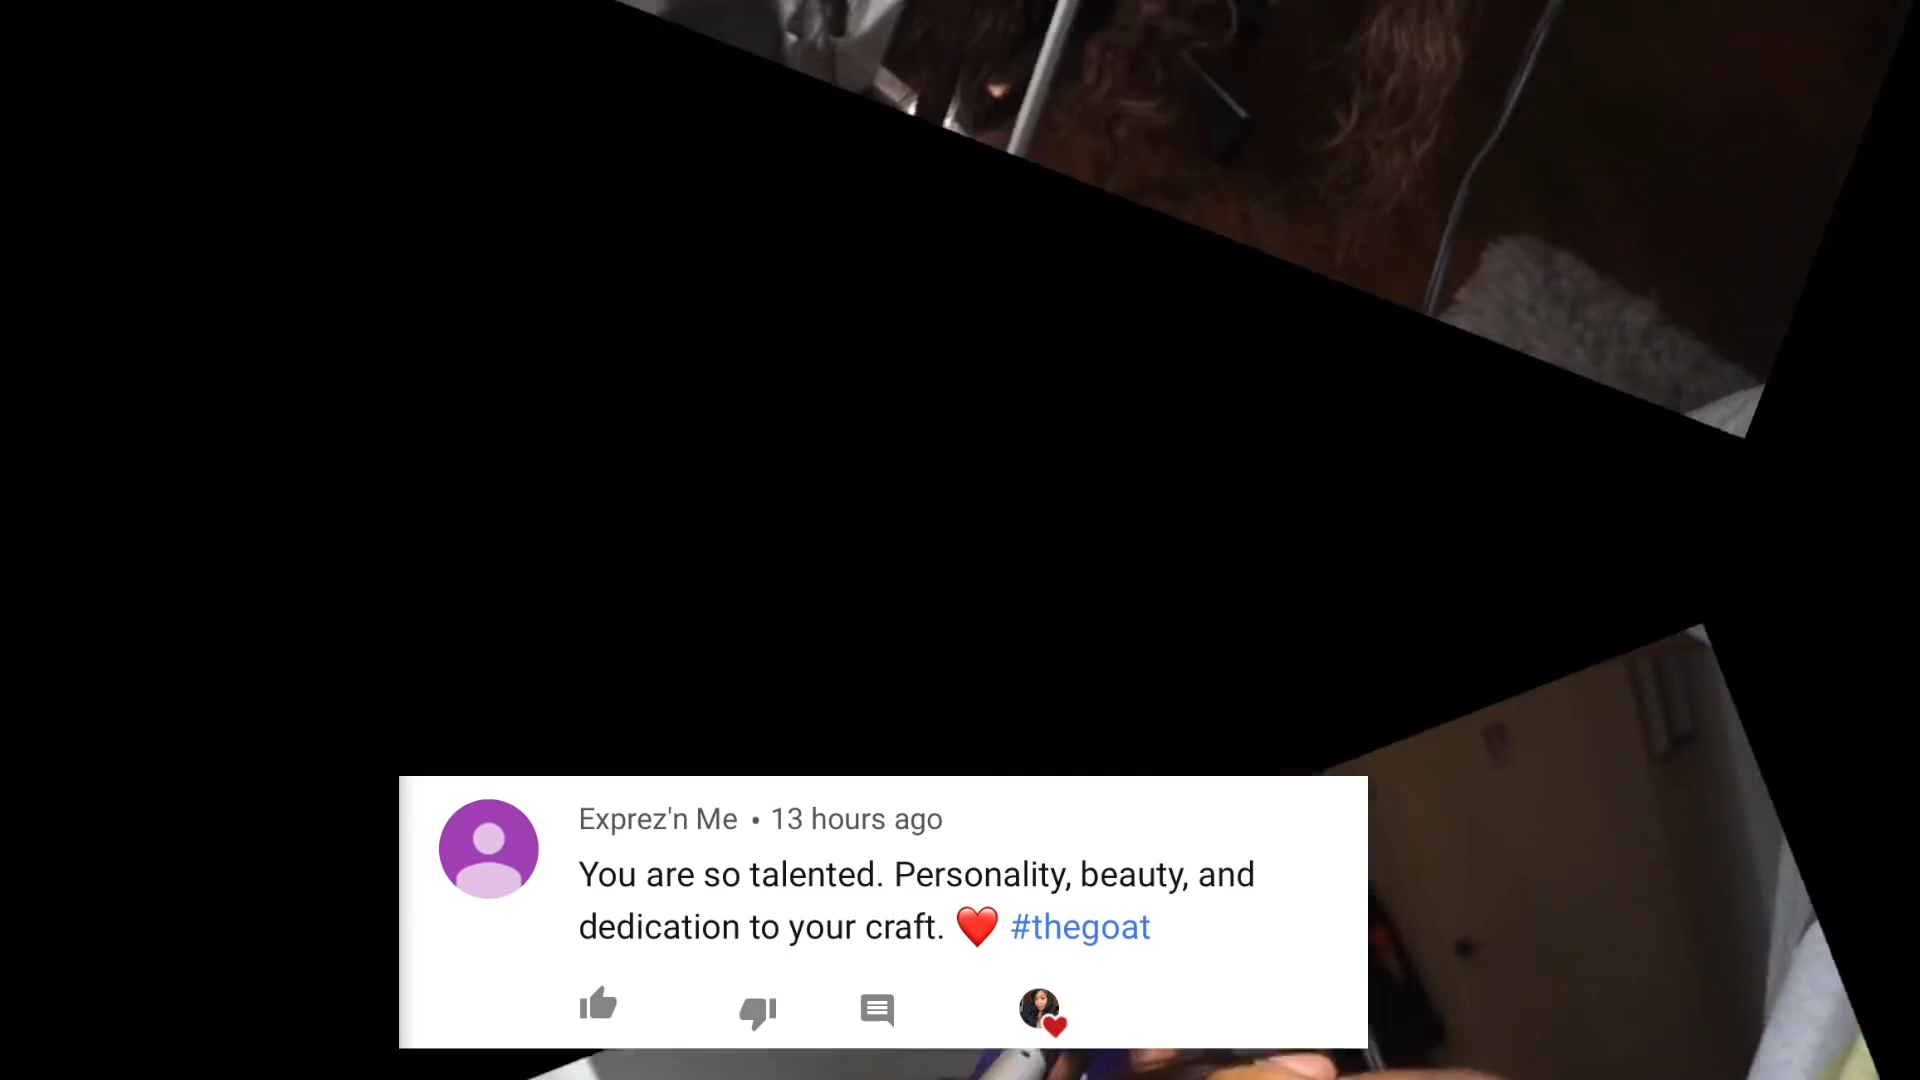 Exprez'n Me • 13 hours ago
You are so talented. Personality, beauty, and
dedication to your craft. ❤️ #thegoat